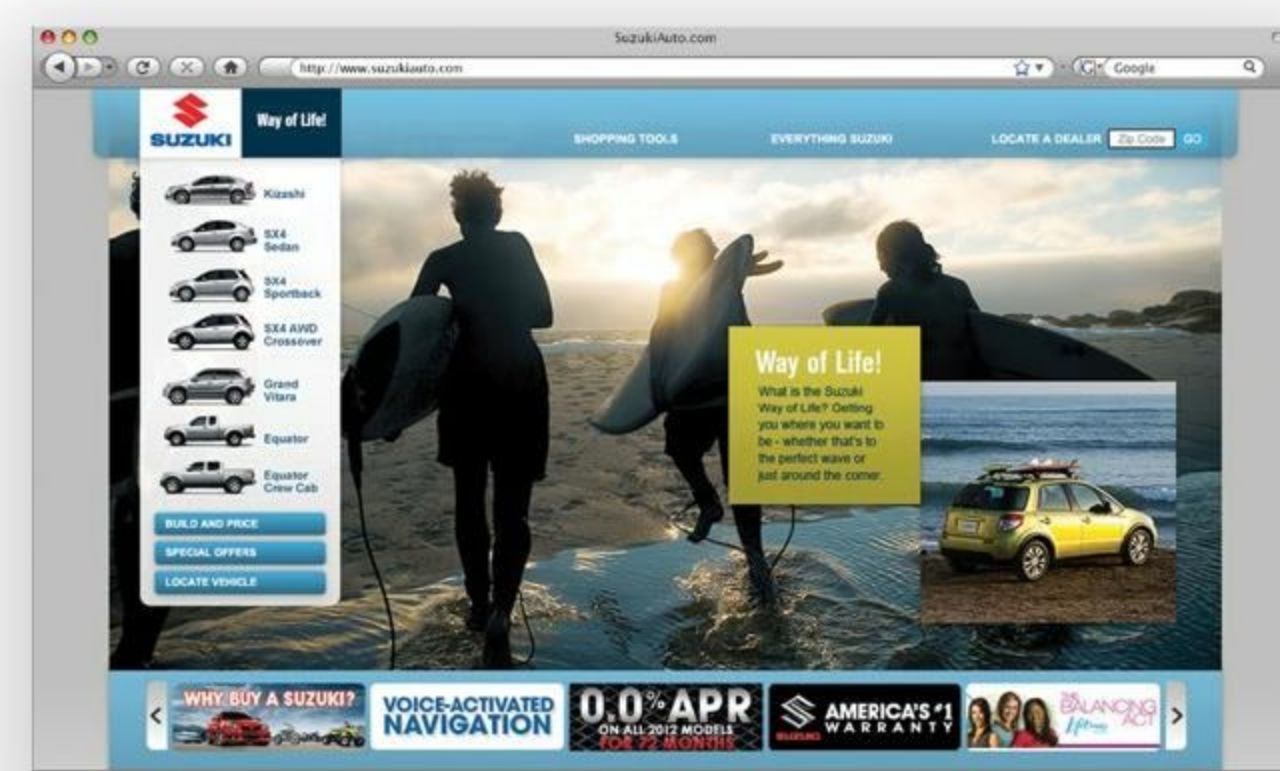 SuzukiAuto.com
http://www.suzukiauto.com
Google
SUZUKI
Way of Life!
SHOPPING TOOLS
EVERYTHING SUZUKI
LOCATE A DEALER
Zip Code
GO
Kizashi
SX4
Sedan
SX4
Sportback
SX4 AWD
Crossover
Grand
Vitara
Equator
Equator
Crew Cab
BUILD AND PRICE
SPECIAL OFFERS
LOCATE VEHICLE
Way of Life!
What is the Suzuki
Way of Life? Getting
you where you want to
be - whether that's to
the perfect wave or
just around the corner.
WHY BUY A SUZUKI?
VOICE-ACTIVATED
NAVIGATION
0.0% APR
ON ALL 2012 MODELS
FOR 72 MONTHS
SUZUKI
AMERICA'S #1
WARRANTY
THE
BALANCING
ACT
Lifetime